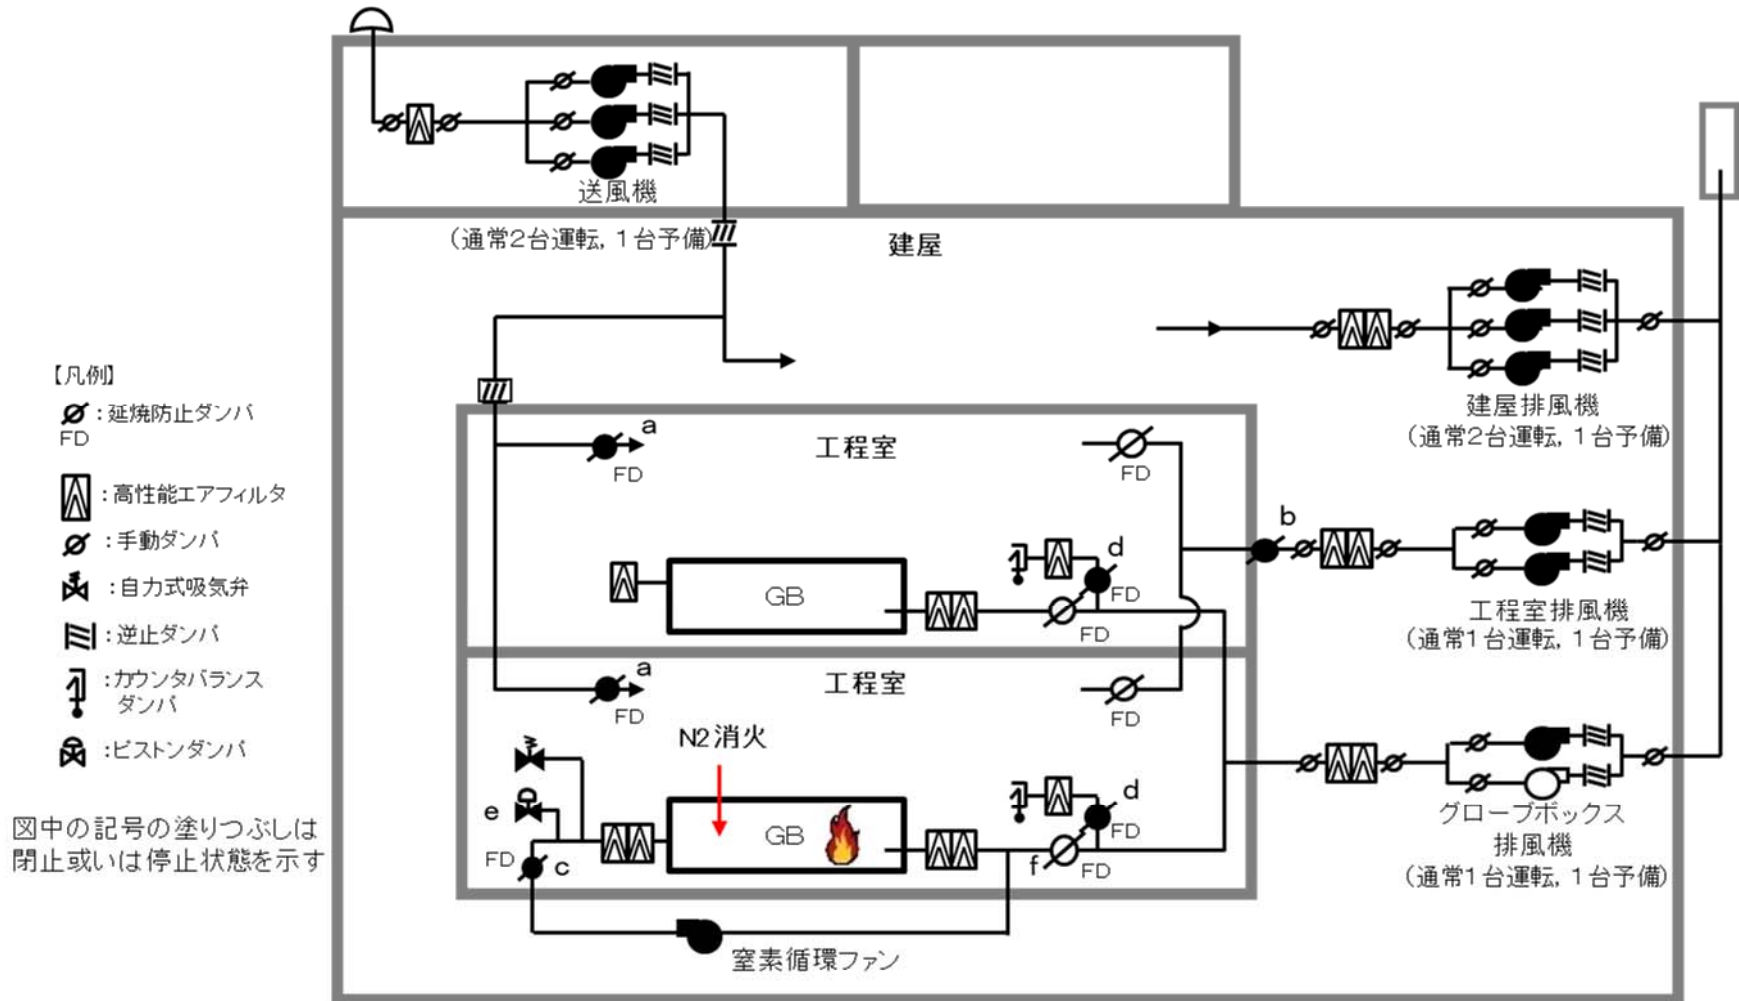 送風機
(通常2台運転, 1台予備)
建屋
【凡例】
:延焼防止ダンパ
FD
:高性能エアフィルタ
:手動ダンパ
:自力式吸気弁
:逆止ダンパ
:カウンタバランス
ダンパ
:ピストンダンパ
図中の記号の塗りつぶしは
閉止或いは停止状態を示す
建屋排風機
(通常2台運転, 1台予備)
a
FD
工程室
FD
b
d
FD
GB
FD
工程室排風機
(通常1台運転, 1台予備)
a
FD
工程室
FD
N2消火
e
d
FD
GB
FD
c
f
FD
グローブボックス
排風機
(通常1台運転, 1台予備)
窒素循環ファン